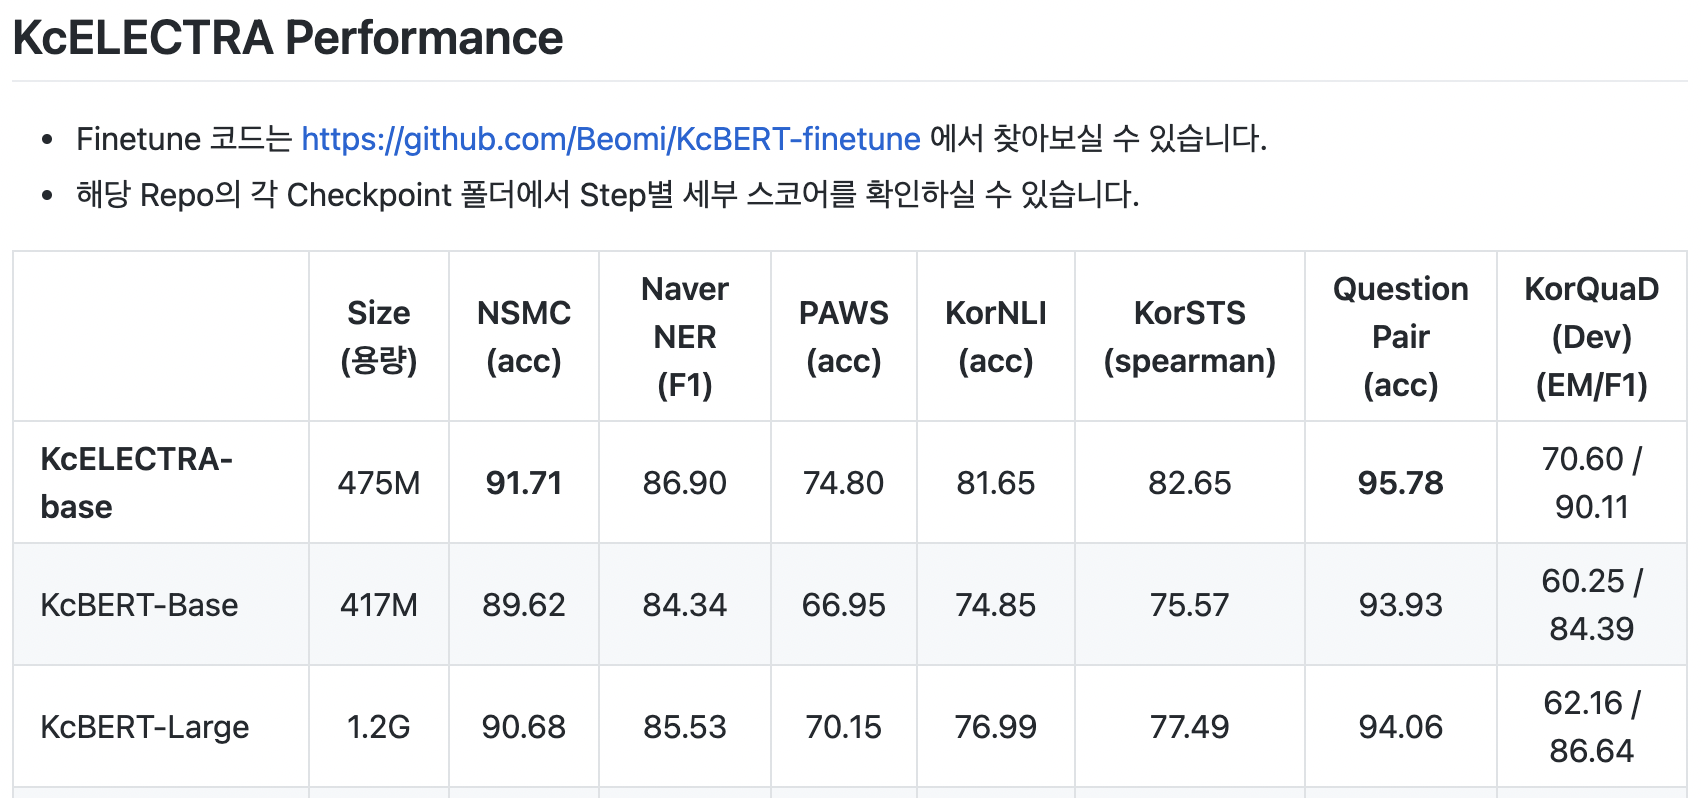 KcELECTRA Performance
• Finetune 코드는 https://github.com/Beomi/KcBERT-finetune 에서 찾아보실 수 있습니다.
• 해당 Repo의 각 Checkpoint 폴더에서 Step별 세부 스코어를 확인하실 수 있습니다.
Size
(용량)
NSMC
(acc)
Naver
NER
(F1)
PAWS
(acc)
KorNLI
(acc)
KorSTS
(spearman)
Question
Pair
(acc)
KorQuaD
(Dev)
(EM/F1)
KcELECTRA-
base
475M
91.71
86.90
74.80
81.65
82.65
95.78
70.60 /
90.11
KcBERT-Base
417M
89.62
84.34
66.95
74.85
75.57
93.93
60.25 /
84.39
KcBERT-Large
1.2G
90.68
85.53
70.15
76.99
77.49
94.06
62.16 /
86.64